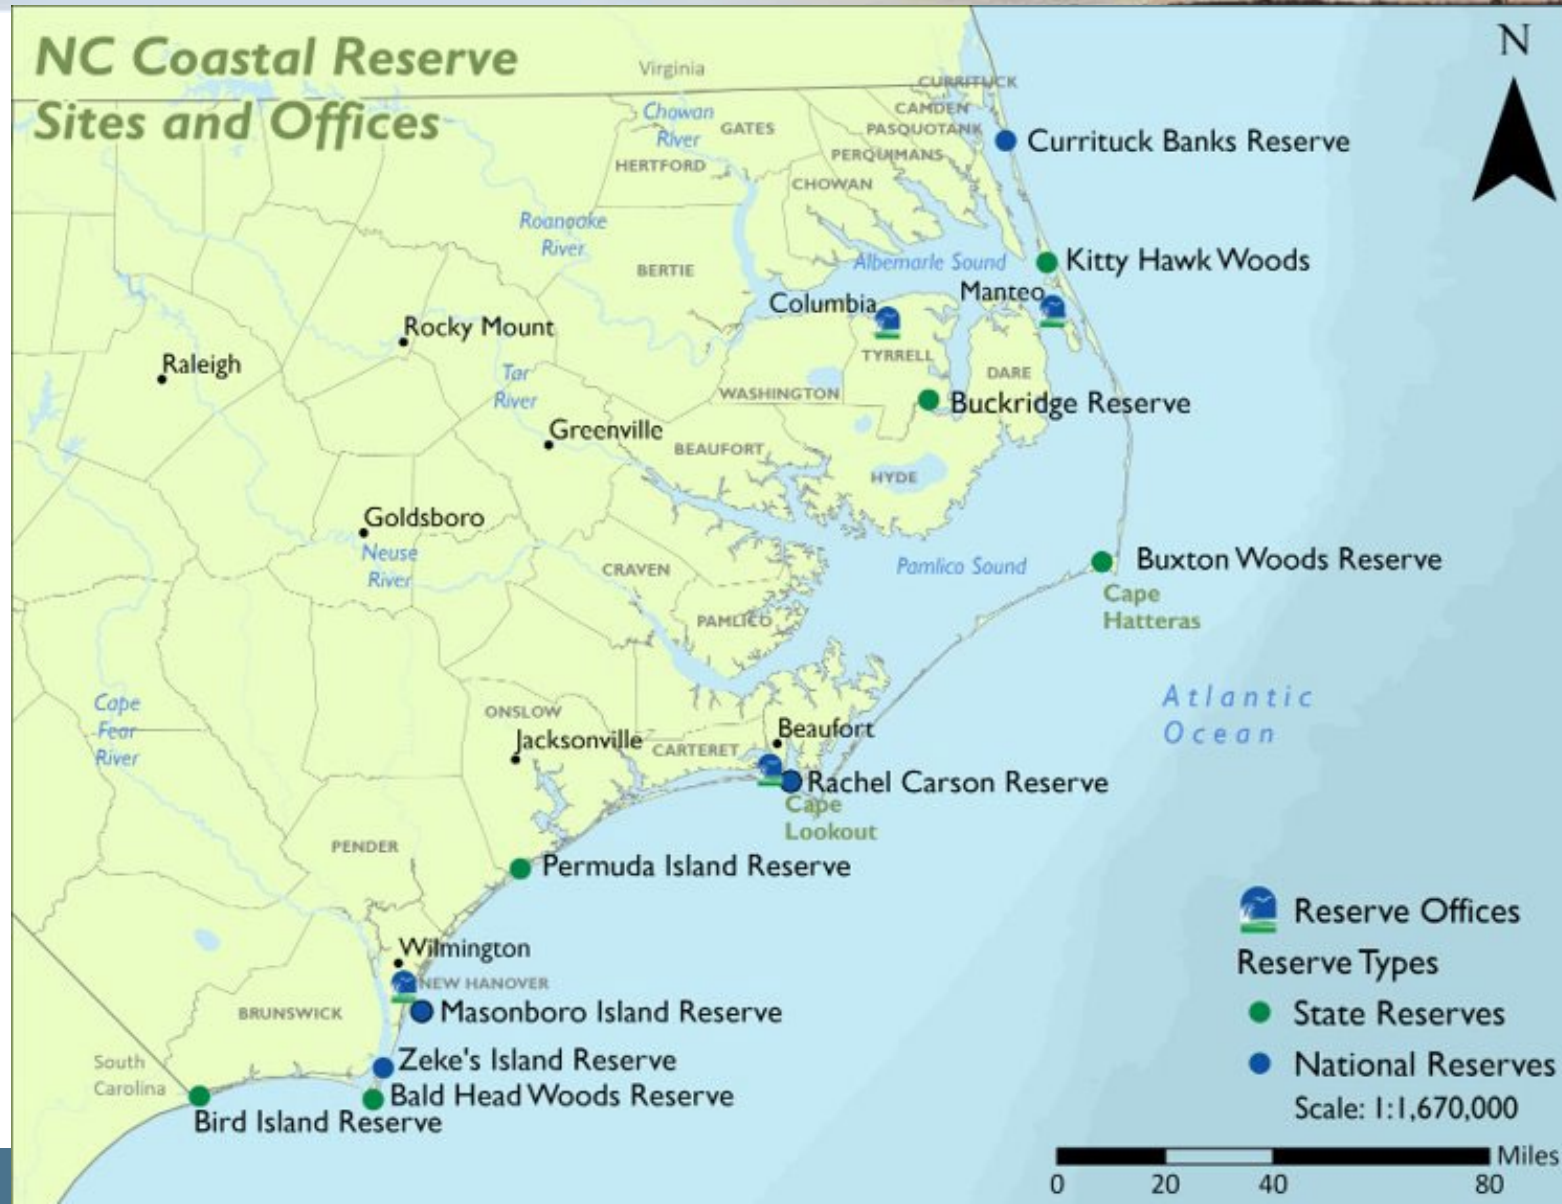 NC Coastal Reserve
Sites and Offices
N
Virginia
CURRITUCK
CAMDEN
PASQUOTANK
PERQUIMANS
CHOWAN
Chowan
River
GATES
HERTFORD
Currituck Banks Reserve
Roanoake
River
BERTIE
Albemarle Sound
Kitty Hawk Woods
Columbia
Manteo
Rocky Mount
Raleigh
TYRRELL
DARE
Tar
River
WASHINGTON
Buckridge Reserve
Greenville
BEAUFORT
HYDE
Goldsboro
Neuse
River
CRAVEN
Pamlico Sound
Buxton Woods Reserve
Cape
Hatteras
PAMLICO
Cape
Fear
River
Atlantic
Ocean
ONSLOW
Jacksonville
CARTERET
Beaufort
Rachel Carson Reserve
Cape
Lookout
PENDER
Permuda Island Reserve
Wilmington
NEW HANOVER
BRUNSWICK
Masonboro Island Reserve
South
Carolina
Zeke's Island Reserve
Bald Head Woods Reserve
Bird Island Reserve
Reserve Offices
Reserve Types
State Reserves
National Reserves
Scale: 1:1,670,000
Miles
0 20 40 80